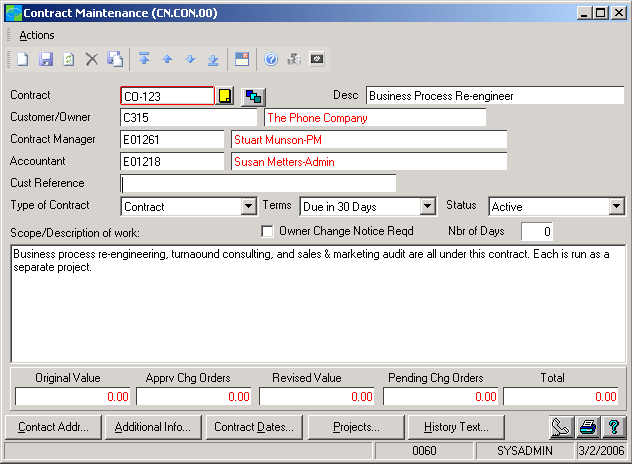 Contract Maintenance (CN.CON.00)
Actions
Contract CO-123 Desc Business Process Re-engineer
Customer/Owner C315 The Phone Company
Contract Manager E01261 Stuart Munson-PM
Accountant E01218 Susan Metters-Admin
Cust Reference
Type of Contract Contract Terms Due in 30 Days Status Active
Scope/Description of work: Owner Change Notice Reqd Nbr of Days 0
Business process re-engineering, turnaound consulting, and sales & marketing audit are all under this contract. Each is run as a
separate project.
Original Value Apprv Chg Orders Revised Value Pending Chg Orders Total
0.00 0.00 0.00 0.00 0.00
Contact Addr... Additional Info... Contract Dates... Projects... History Text... ?
0060 SYSADMIN 3/2/2006